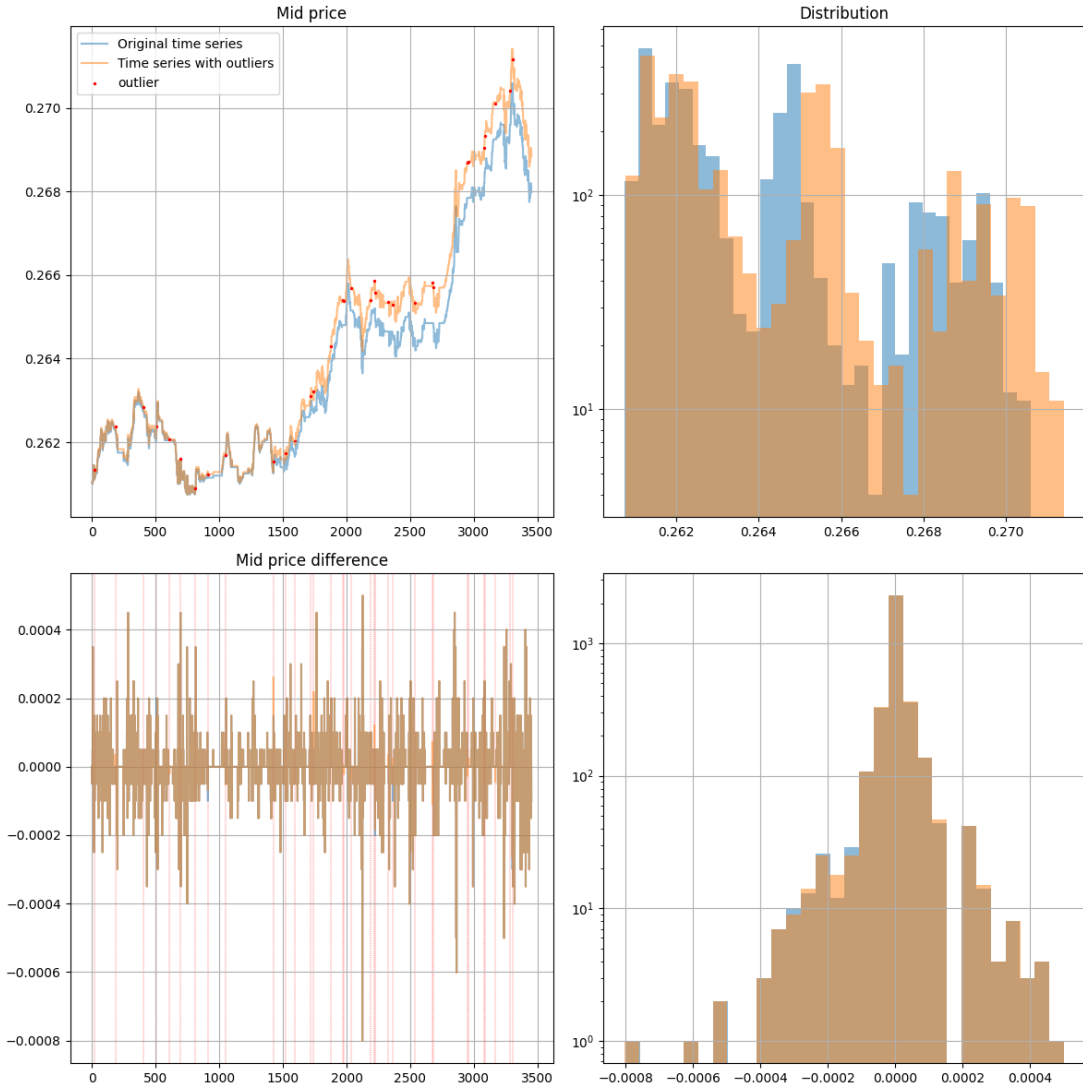 Mid price
Original time series
Time series with outliers
outlier
0.270
0.268
0.266
0.264
0.262
0 500 1000 1500 2000 2500 3000 3500
Distribution
10²
10¹
0.262 0.264 0.266 0.268 0.270
Mid price difference
0.0004
0.0002
0.0000
−0.0002
−0.0004
−0.0006
−0.0008
0 500 1000 1500 2000 2500 3000 3500
10³
10²
10¹
10⁰
−0.0008 −0.0006 −0.0004 −0.0002 0.0000 0.0002 0.0004